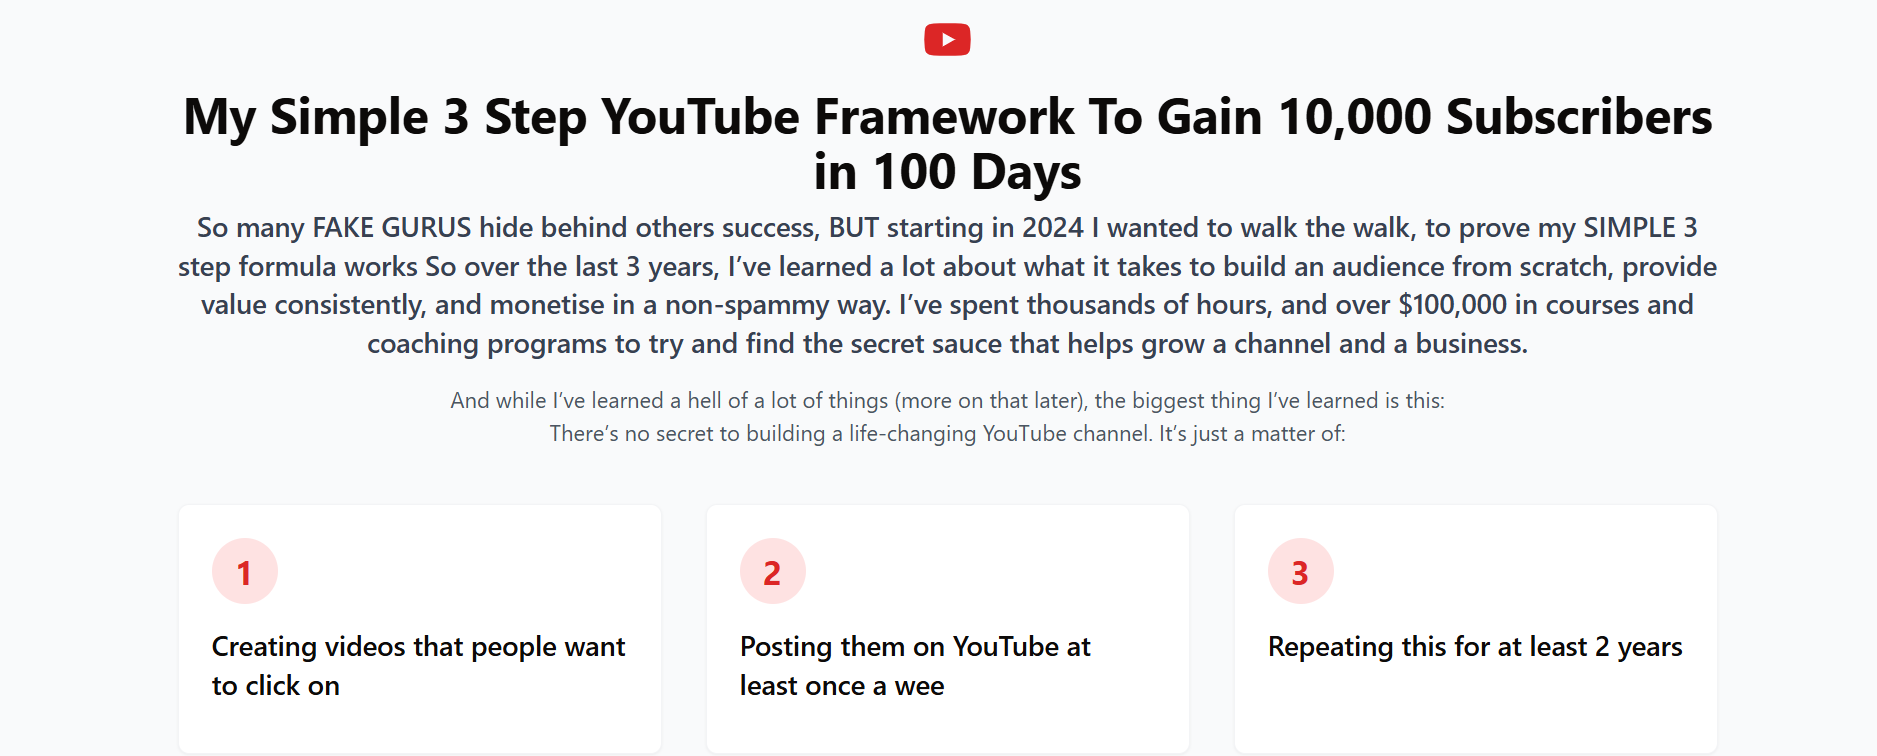 My Simple 3 Step YouTube Framework To Gain 10,000 Subscribers
in 100 Days
So many FAKE GURUS hide behind others success, BUT starting in 2024 I wanted to walk the walk, to prove my SIMPLE 3
step formula works So over the last 3 years, I’ve learned a lot about what it takes to build an audience from scratch, provide
value consistently, and monetise in a non-spammy way. I’ve spent thousands of hours, and over $100,000 in courses and
coaching programs to try and find the secret sauce that helps grow a channel and a business.
And while I’ve learned a hell of a lot of things (more on that later), the biggest thing I’ve learned is this:
There’s no secret to building a life-changing YouTube channel. It’s just a matter of:
1
Creating videos that people want
to click on
2
Posting them on YouTube at
least once a wee
3
Repeating this for at least 2 years